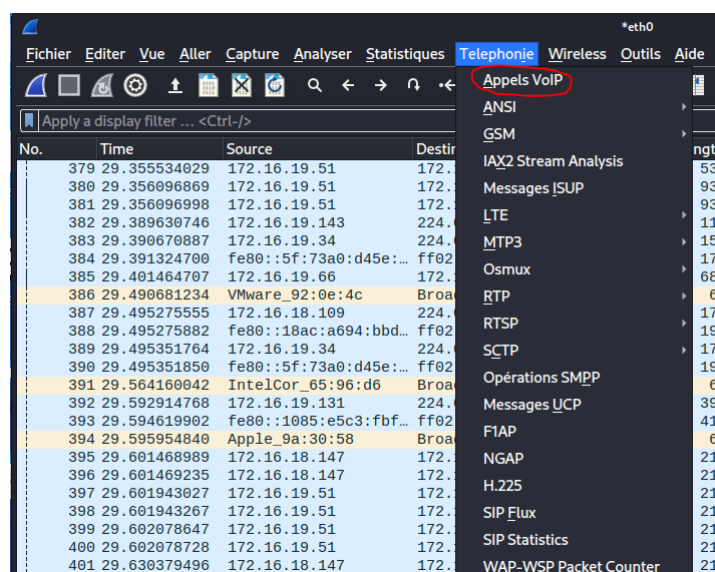 *eth0
Fichier Editer Vue Aller Capture Analyser Statistiques Telephonie Wireless Outils Aide
Apply a display filter ... <Ctrl-/>
No. Time Source
379 29.355534029 172.16.19.51 172.
380 29.356096869 172.16.19.51 172.
381 29.356096998 172.16.19.51 172.
382 29.389630746 172.16.19.143 224.
383 29.390670887 172.16.19.34 224.
384 29.391324700 fe80::5f:73a0:d45e:… ff02
385 29.401464707 172.16.19.66 172.
386 29.490681234 VMware_92:0e:4c
387 29.495275555 172.16.18.109 224.
388 29.495275882 fe80::18ac:a694:bbd… ff02
389 29.495351764 172.16.19.34 224.
390 29.495351850 fe80::5f:73a0:d45e:… ff02
391 29.564160042 IntelCor_65:96:d6
392 29.592914768 172.16.19.131 224.
393 29.594619902 fe80::1085:e5c3:fbf… ff02
394 29.595954840 Apple_9a:30:58
395 29.601468989 172.16.18.147 172.
396 29.601469235 172.16.18.147 172.
397 29.601943027 172.16.19.51 172.
398 29.601943267 172.16.19.51 172.
399 29.602078647 172.16.19.51 172.
400 29.602078728 172.16.19.51 172.
401 29.630379496 172.16.18.147 172.
Appels VoIP
ANSI
GSM
IAX2 Stream Analysis
Messages ISUP
LTE
MTP3
Osmux
RTP
RTSP
SCTP
Opérations SMPP
Messages UCP
F1AP
NGAP
H.225
SIP Flux
SIP Statistics
WAP-WSP Packet Counter